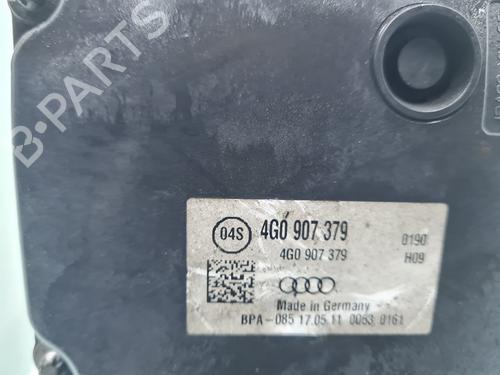 B-PARTS
04S
4G0 907 379
0190
4G0 907 379
H09
Made in Germany
BPA-085 17.05.11 0063 0161